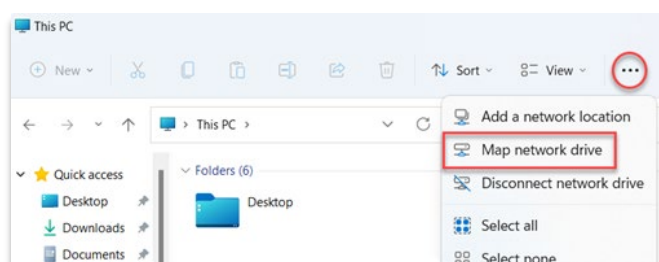 This PC
New
Sort
View
Add a network location
This PC
Map network drive
Quick access
Folders (6)
Disconnect network drive
Desktop
Desktop
Downloads
Select all
Documents
Select none